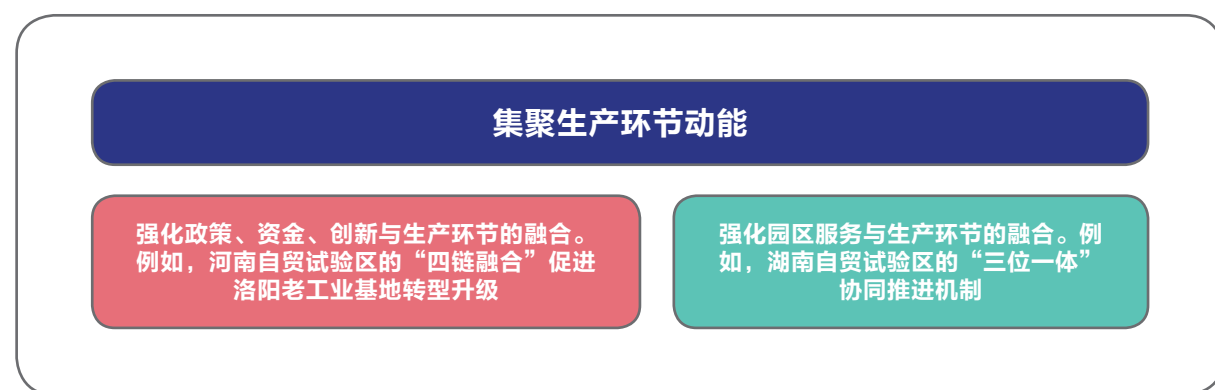 集聚生产环节动能
强化政策、资金、创新与生产环节的融合。
例如，河南自贸试验区的“四链融合”促进
洛阳老工业基地转型升级
强化园区服务与生产环节的融合。例
如，湖南自贸试验区的“三位一体”
协同推进机制